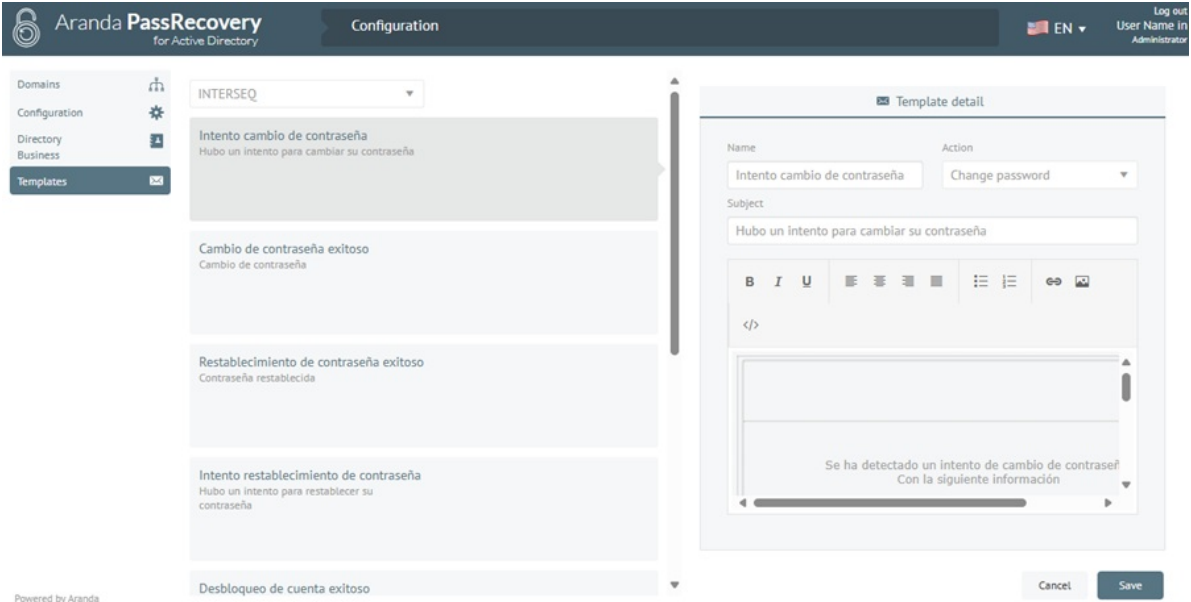 Aranda PassRecovery
for Active Directory
Configuration
EN
Log out
User Name in
Administrator
Domains
Configuration
Directory
Business
Templates
INTERSEQ
Intento cambio de contraseña
Hubo un intento para cambiar su contraseña
Cambio de contraseña exitoso
Cambio de contraseña
Restablecimiento de contraseña exitoso
Contraseña restablecida
Intento restablecimiento de contraseña
Hubo un intento para restablecer su
contraseña
Desbloqueo de cuenta exitoso
Template detail
Name
Action
Intento cambio de contraseña
Change password
Subject
Hubo un intento para cambiar su contraseña
B I U
</>
Se ha detectado un intento de cambio de contraseñ
Con la siguiente información
Cancel
Save
Powered by Aranda